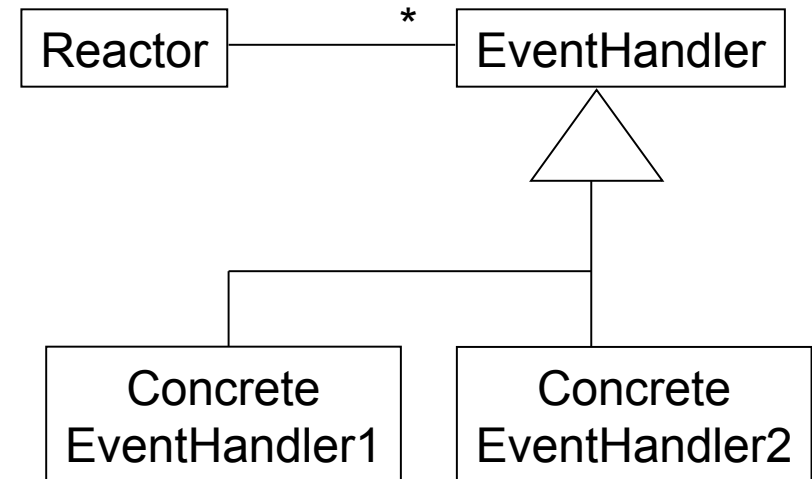 Reactor
*
EventHandler
Concrete
EventHandler1
Concrete
EventHandler2